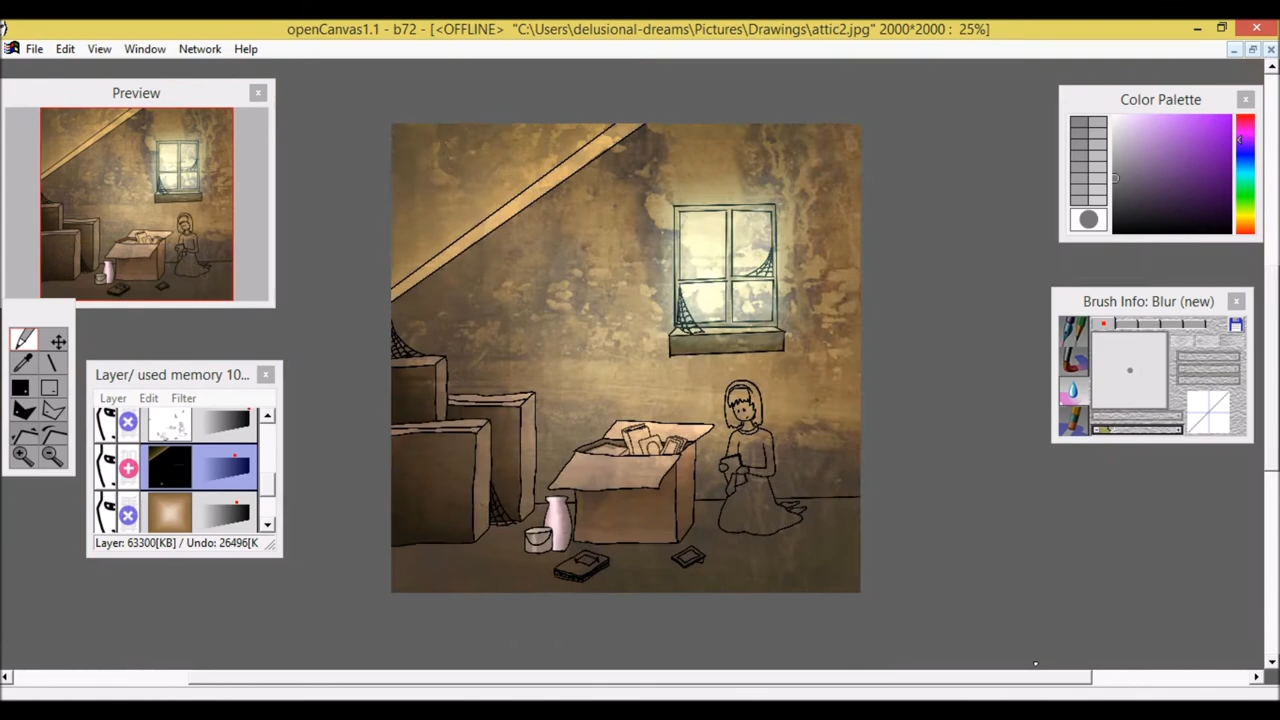 openCanvas1.1 - b72 - [<OFFLINE> "C:\Users\delusional-dreams\Pictures\Drawings\attic2.jpg" 2000*2000 : 25%]
File Edit View Window Network Help
Preview
Color Palette
Brush Info: Blur (new)
Layer/ used memory 10...
Layer Edit Filter
Layer: 63300[KB] / Undo: 26496[K